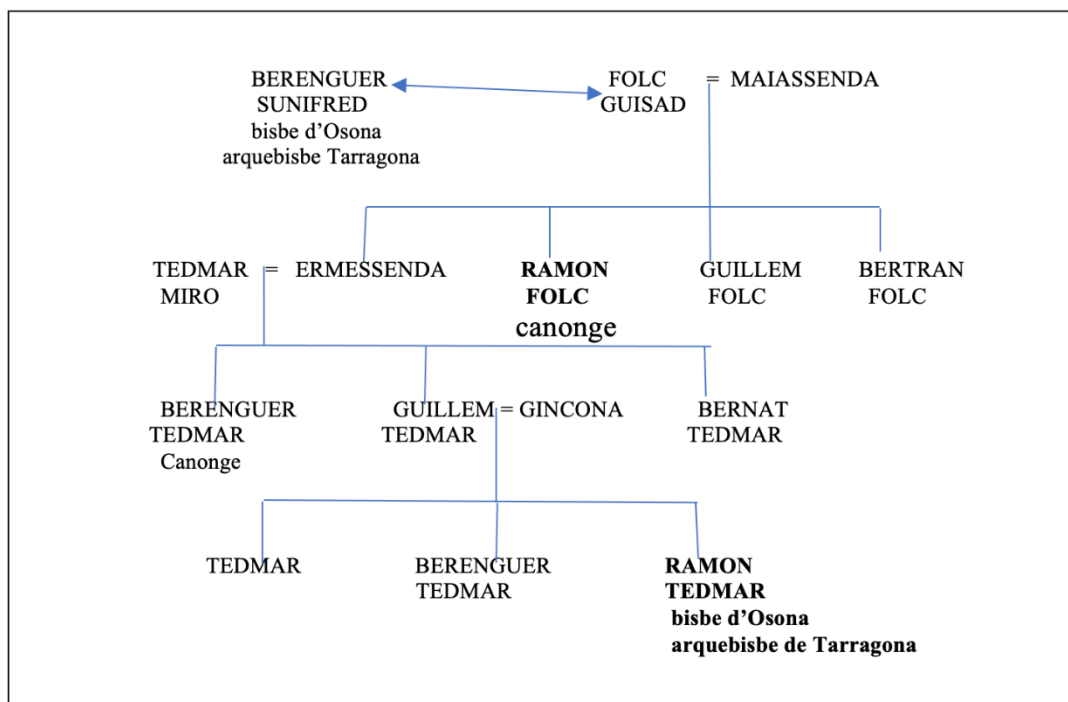 BERENGUER FOLC = MAIASSENDA
SUNIFRED GUISAD
bisbe d’Osona
arquebisbe Tarragona
TEDMAR = ERMESSENDA RAMON GUILLEM BERTRAN
MIRO FOLC FOLC FOLC
canonge
BERENGUER GUILLEM = GINCONA BERNAT
TEDMAR TEDMAR TEDMAR
Canonge
TEDMAR BERENGUER RAMON
TEDMAR TEDMAR
bisbe d’Osona
arquebisbe de Tarragona